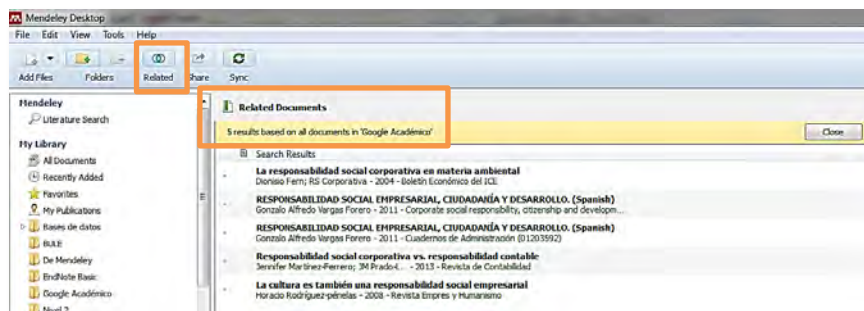 Mendeley Desktop
File Edit View Tools Help
Add Files Folders Related Share Sync
Mendeley
Literature Search
My Library
All Documents
Recently Added
Favorites
My Publications
Bases de datos
BULE
De Mendeley
EndNote Basic
Google Académico
Nivel 2
Related Documents
5 results based on all documents in 'Google Académico'
Close
Search Results
La responsabilidad social corporativa en materia ambiental
Dionisio Fern; RS Corporativa - 2004 - Boletín Económico del ICE
RESPONSABILIDAD SOCIAL EMPRESARIAL, CIUDADANÍA Y DESARROLLO. (Spanish)
Gonzalo Alfredo Vargas Forero - 2011 - Corporate social responsibility, citizenship and developm...
RESPONSABILIDAD SOCIAL EMPRESARIAL, CIUDADANÍA Y DESARROLLO. (Spanish)
Gonzalo Alfredo Vargas Forero - 2011 - Cuadernos de Administración (01203592)
Responsabilidad social corporativa vs. responsabilidad contable
Jennifer Martínez-Ferrero; JM Prado-L... - 2013 - Revista de Contabilidad
La cultura es también una responsabilidad social empresarial
Horacio Rodríguez-penelas - 2008 - Revista Empres y Humanismo